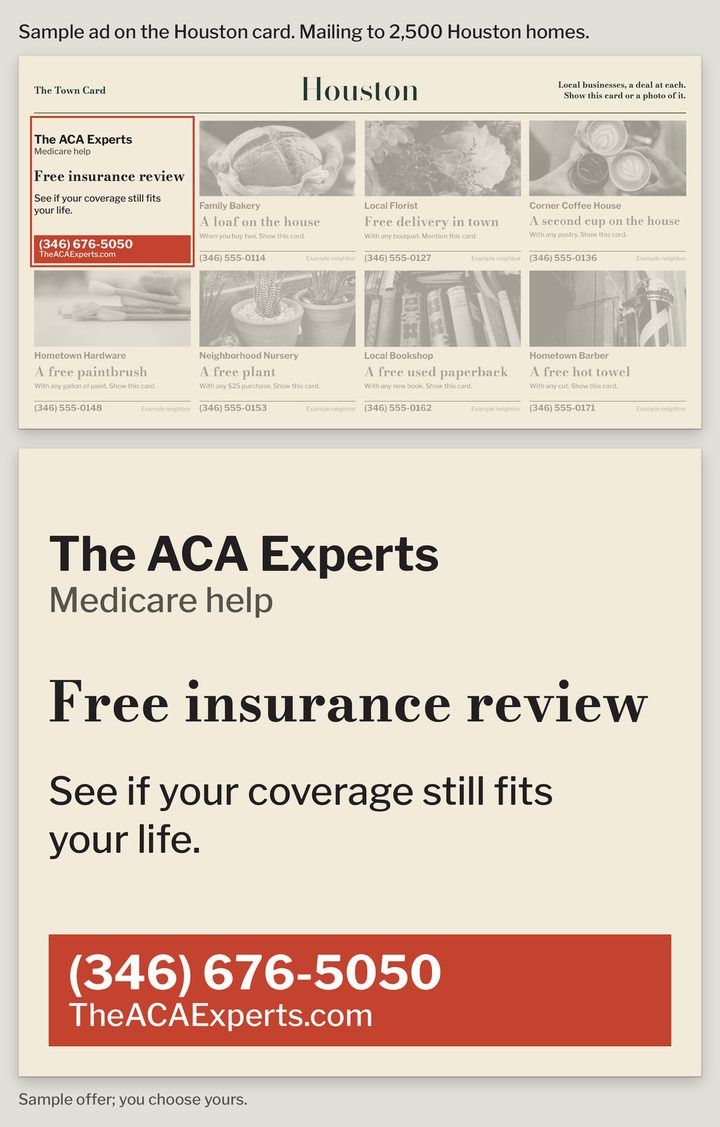 Sample ad on the Houston card. Mailing to 2,500 Houston homes.
The Town Card
Houston
Local businesses, a deal at each.
Show this card or a photo of it.
The ACA Experts
Medicare help
Free insurance review
See if your coverage still fits
your life.
(346) 676-5050
TheACAExperts.com
Family Bakery
A loaf on the house
When you buy two. Show this card.
(346) 555-0114
Example neighbor
Local Florist
Free delivery in town
With any bouquet. Mention this card.
(346) 555-0127
Example neighbor
Corner Coffee House
A second cup on the house
With any pastry. Show this card.
(346) 555-0136
Example neighbor
Hometown Hardware
A free paintbrush
With any gallon of paint. Show this card.
(346) 555-0148
Example neighbor
Neighborhood Nursery
A free plant
With any $25 purchase. Show this card.
(346) 555-0153
Example neighbor
Local Bookshop
A free used paperback
With any new book. Show this card.
(346) 555-0162
Example neighbor
Hometown Barber
A free hot towel
With any cut. Show this card.
(346) 555-0171
Example neighbor
The ACA Experts
Medicare help
Free insurance review
See if your coverage still fits
your life.
(346) 676-5050
TheACAExperts.com
Sample offer; you choose yours.